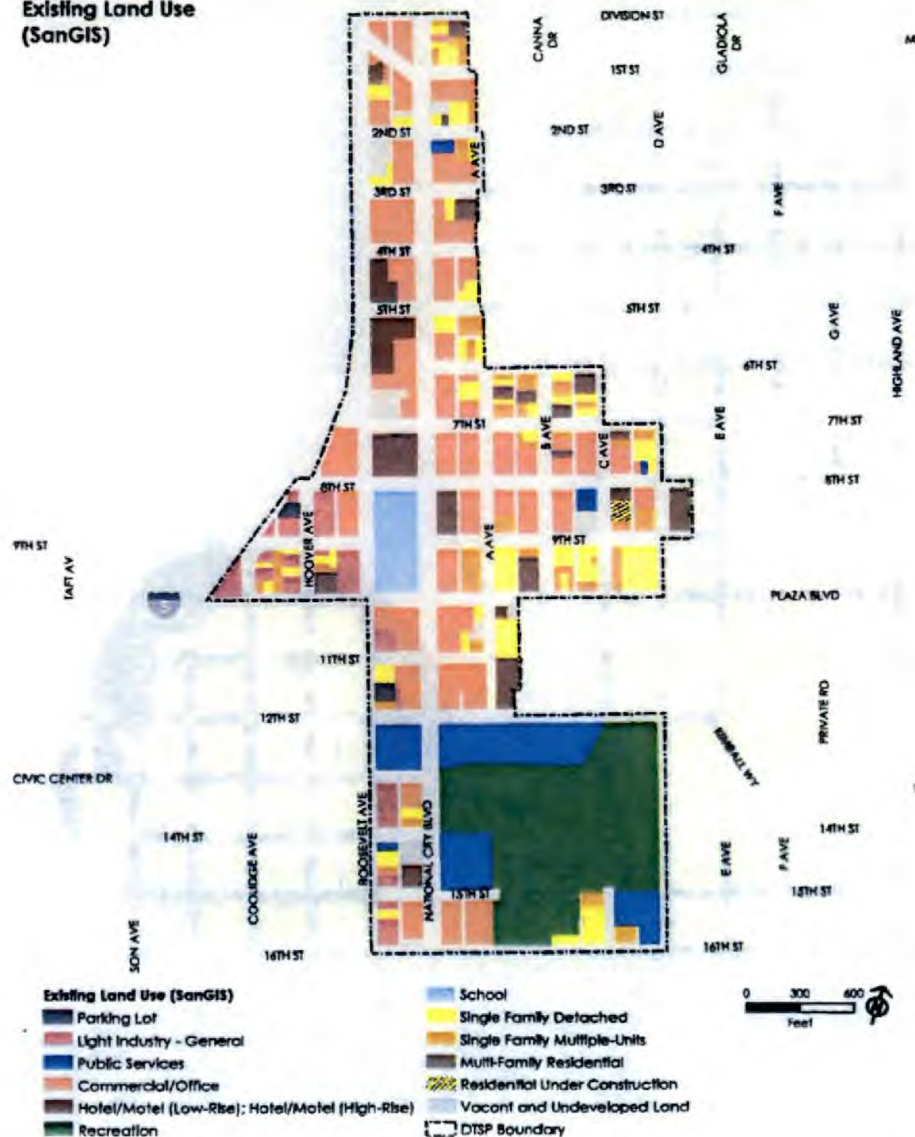 Existing Land Use
(SanGIS)
DIVISION ST
CANNA
DR
GLADIOLA
DR
M
1ST ST
2ND ST
2ND ST
D AVE
A AVE
3RD ST
3RD ST
F AVE
4TH ST
4TH ST
5TH ST
5TH ST
G AVE
HIGHLAND AVE
6TH ST
7TH ST
B AVE
C AVE
E AVE
7TH ST
8TH ST
8TH ST
9TH ST
TAFT AV
HOOVER AVE
A AVE
9TH ST
5
PLAZA BLVD
11TH ST
12TH ST
PRIVATE RD
KIMBALL WY
CIVIC CENTER DR
ROOSEVELT AVE
NATIONAL CITY BLVD
14TH ST
14TH ST
COOLIDGE AVE
E AVE
F AVE
15TH ST
15TH ST
SON AVE
16TH ST
16TH ST
Existing Land Use (SanGIS)
Parking Lot
Light Industry - General
Public Services
Commercial/Office
Hotel/Motel (Low-Rise); Hotel/Motel (High-Rise)
Recreation
School
Single Family Detached
Single Family Multiple-Units
Multi-Family Residential
Residential Under Construction
Vacant and Undeveloped Land
DTSP Boundary
0 300 600
Feet